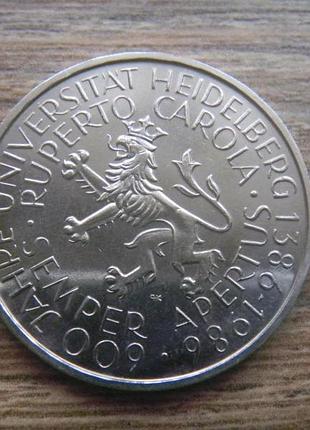 600 JAHRE UNIVERSITÄT HEIDELBERG 1386-1986
RUPERTO CAROLA · SEMPER APERTUS ·